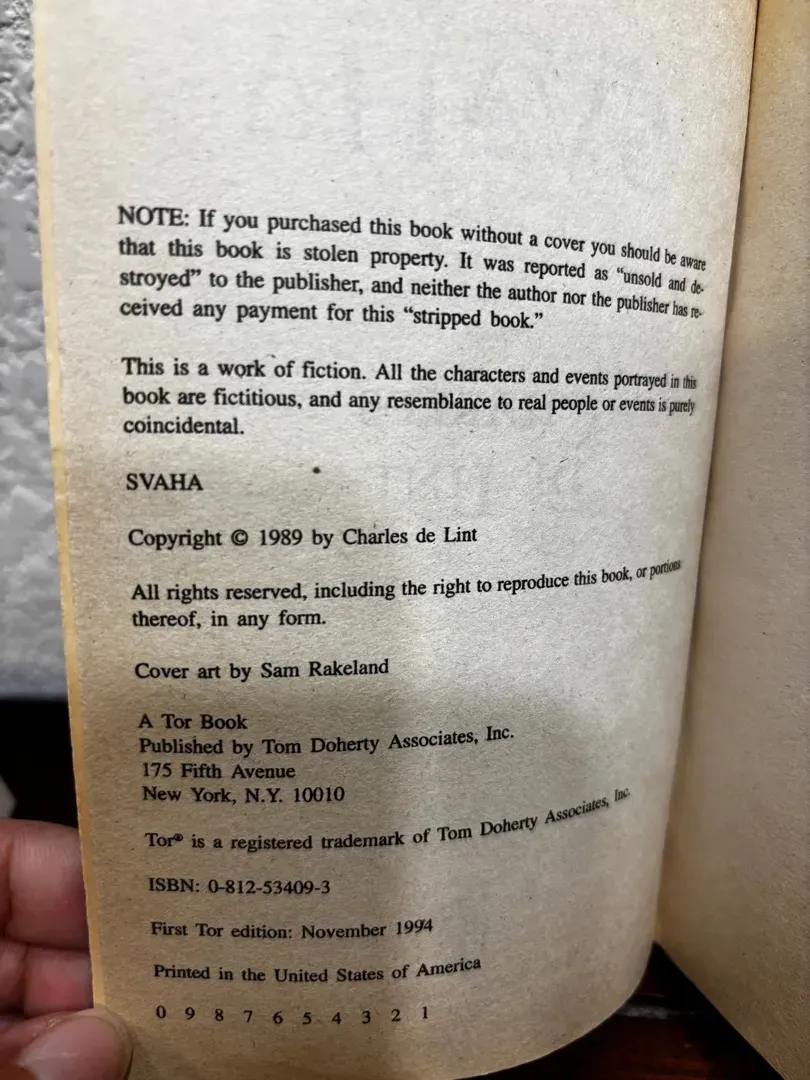 NOTE: If you purchased this book without a cover you should be aware
that this book is stolen property. It was reported as “unsold and de-
stroyed” to the publisher, and neither the author nor the publisher has re-
ceived any payment for this “stripped book.”
This is a work of fiction. All the characters and events portrayed in this
book are fictitious, and any resemblance to real people or events is purely
coincidental.
SVAHA
Copyright © 1989 by Charles de Lint
All rights reserved, including the right to reproduce this book, or portions
thereof, in any form.
Cover art by Sam Rakeland
A Tor Book
Published by Tom Doherty Associates, Inc.
175 Fifth Avenue
New York, N.Y. 10010
Tor® is a registered trademark of Tom Doherty Associates, Inc.
ISBN: 0-812-53409-3
First Tor edition: November 1994
Printed in the United States of America
0 9 8 7 6 5 4 3 2 1